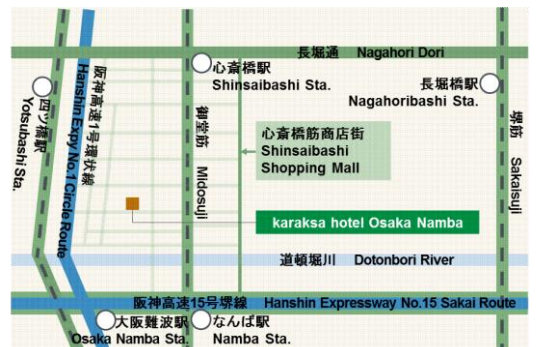 長堀通 Nagahori Dori
心斎橋駅
Shinsaibashi Sta.
長堀橋駅
Nagahoribashi Sta.
四ツ橋駅
Yotsubashi Sta.
阪神高速1号環状線
Hanshin Expy No.1 Circle Route
御堂筋 Midosuji
心斎橋筋商店街
Shinsaibashi
Shopping Mall
堺筋 Sakaisuji
karaksa hotel Osaka Namba
道頓堀川 Dotonbori River
阪神高速15号堺線 Hanshin Expressway No.15 Sakai Route
大阪難波駅
Osaka Namba Sta.
なんば駅
Namba Sta.